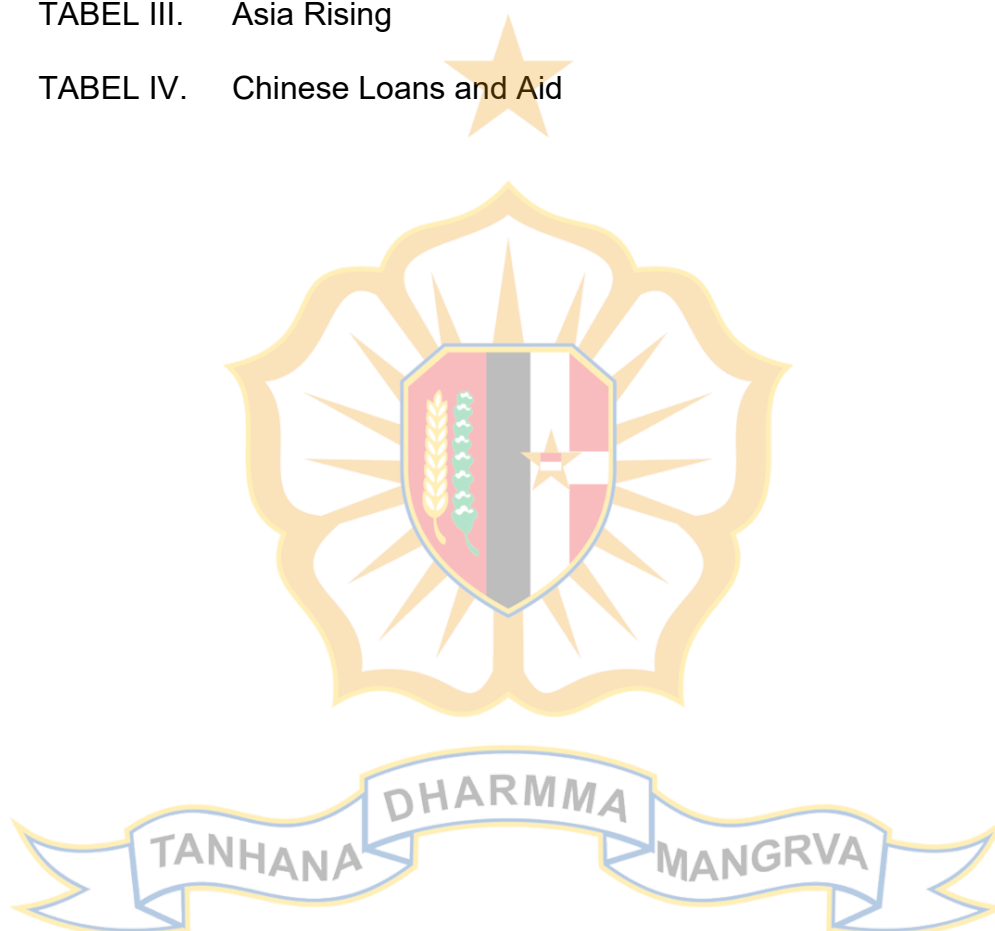 TABEL III. Asia Rising
TABEL IV. Chinese Loans and Aid
TANHANA DHARMMA MANGRVA